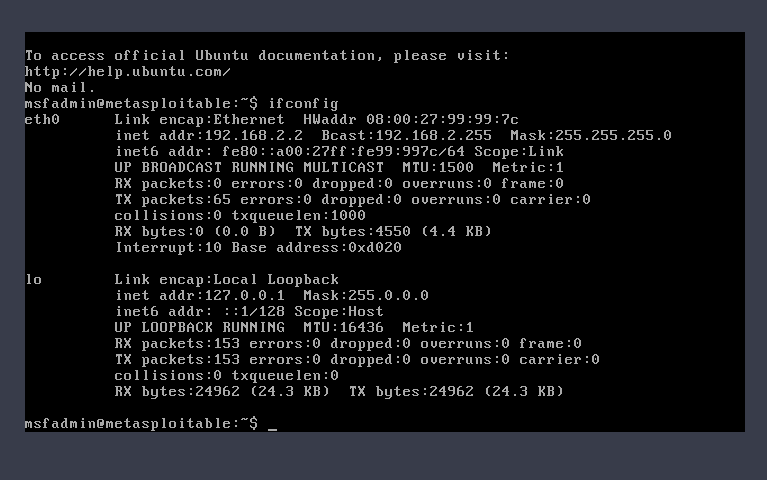 To access official Ubuntu documentation, please visit:
http://help.ubuntu.com/
No mail.
msfadmin@metasploitable:~$ ifconfig
eth0      Link encap:Ethernet  HWaddr 08:00:27:99:99:7c
          inet addr:192.168.2.2  Bcast:192.168.2.255  Mask:255.255.255.0
          inet6 addr: fe80::a00:27ff:fe99:997c/64 Scope:Link
          UP BROADCAST RUNNING MULTICAST  MTU:1500  Metric:1
          RX packets:0 errors:0 dropped:0 overruns:0 frame:0
          TX packets:65 errors:0 dropped:0 overruns:0 carrier:0
          collisions:0 txqueuelen:1000
          RX bytes:0 (0.0 B)  TX bytes:4550 (4.4 KB)
          Interrupt:10 Base address:0xd020

lo        Link encap:Local Loopback
          inet addr:127.0.0.1  Mask:255.0.0.0
          inet6 addr: ::1/128 Scope:Host
          UP LOOPBACK RUNNING  MTU:16436  Metric:1
          RX packets:153 errors:0 dropped:0 overruns:0 frame:0
          TX packets:153 errors:0 dropped:0 overruns:0 carrier:0
          collisions:0 txqueuelen:0
          RX bytes:24962 (24.3 KB)  TX bytes:24962 (24.3 KB)

msfadmin@metasploitable:~$ _